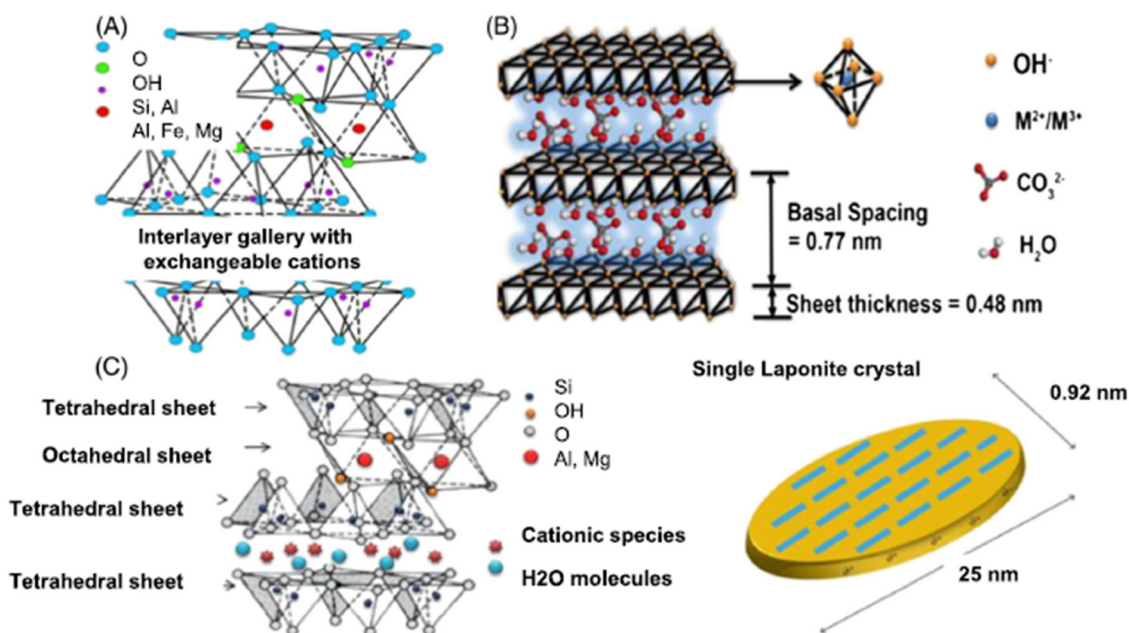 (A)
O
OH
Si, Al
Al, Fe, Mg
Interlayer gallery with
exchangeable cations
(B)
OH⁻
M²⁺/M³⁺
CO₃²⁻
H₂O
Basal Spacing
= 0.77 nm
Sheet thickness = 0.48 nm
(C)
Tetrahedral sheet
Octahedral sheet
Tetrahedral sheet
Tetrahedral sheet
Si
OH
O
Al, Mg
Cationic species
H2O molecules
Single Laponite crystal
0.92 nm
25 nm